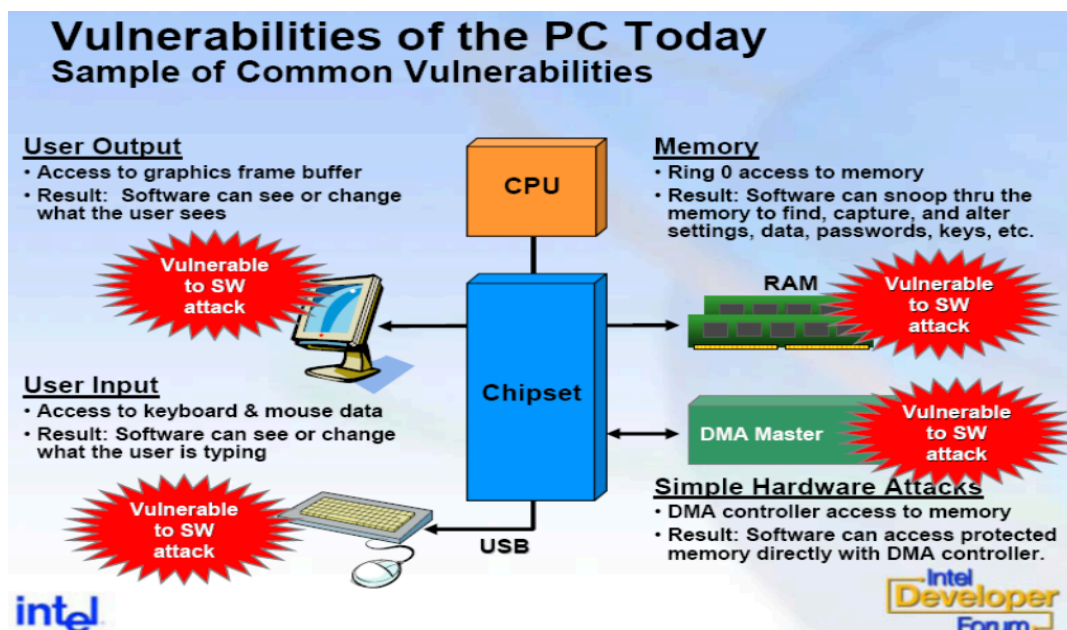 Vulnerabilities of the PC Today
Sample of Common Vulnerabilities
User Output
• Access to graphics frame buffer
• Result: Software can see or change
what the user sees
Vulnerable
to SW
attack
User Input
• Access to keyboard & mouse data
• Result: Software can see or change
what the user is typing
Vulnerable
to SW
attack
CPU
Chipset
USB
Memory
• Ring 0 access to memory
• Result: Software can snoop thru the
memory to find, capture, and alter
settings, data, passwords, keys, etc.
RAM
Vulnerable
to SW
attack
DMA Master
Vulnerable
to SW
attack
Simple Hardware Attacks
• DMA controller access to memory
• Result: Software can access protected
memory directly with DMA controller.
intel
Intel
Developer
Forum